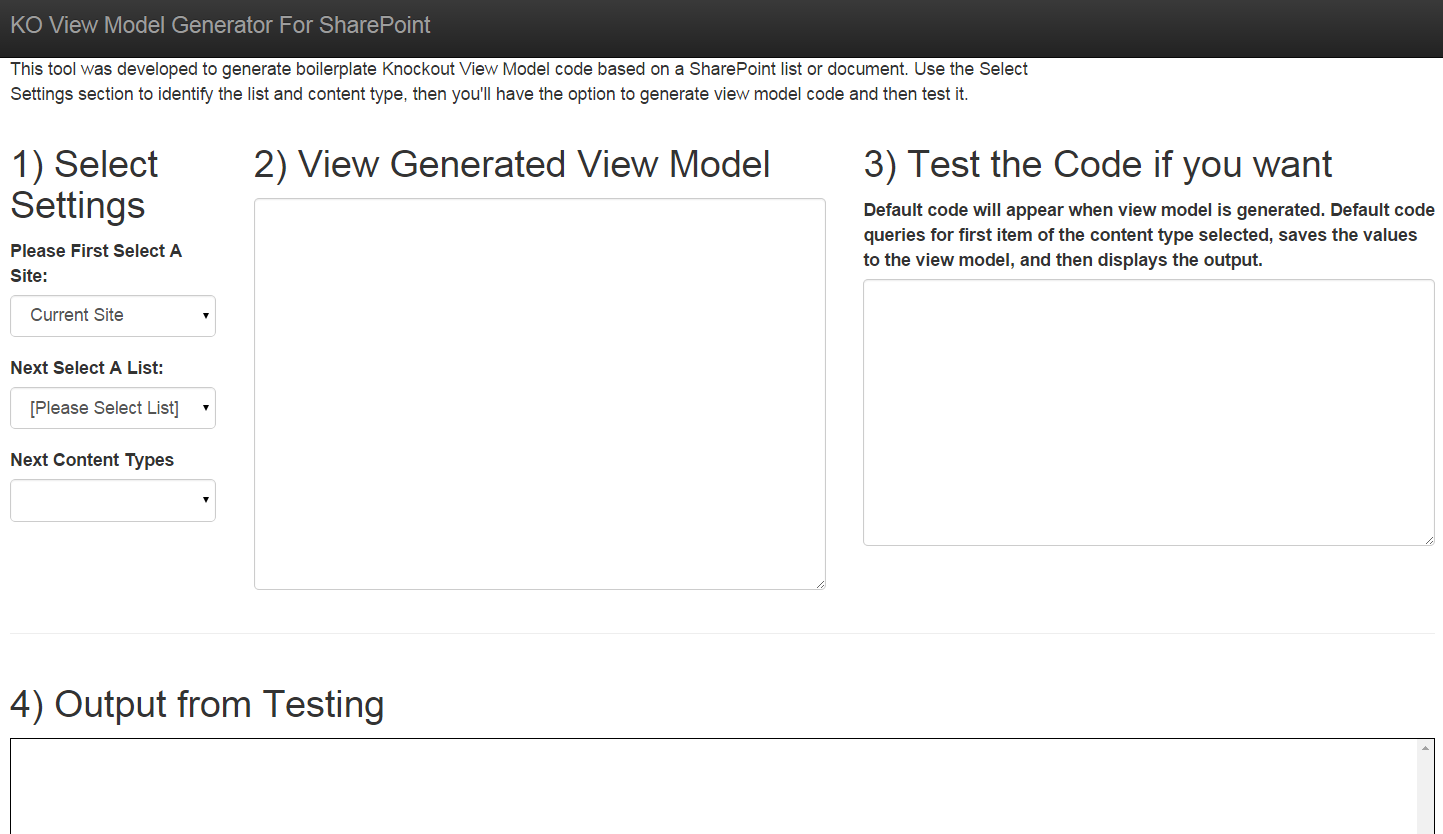 KO View Model Generator For SharePoint
This tool was developed to generate boilerplate Knockout View Model code based on a SharePoint list or document. Use the Select
Settings section to identify the list and content type, then you'll have the option to generate view model code and then test it.
1) Select
Settings
Please First Select A
Site:
Current Site
Next Select A List:
[Please Select List]
Next Content Types
2) View Generated View Model
3) Test the Code if you want
Default code will appear when view model is generated. Default code
queries for first item of the content type selected, saves the values
to the view model, and then displays the output.
4) Output from Testing